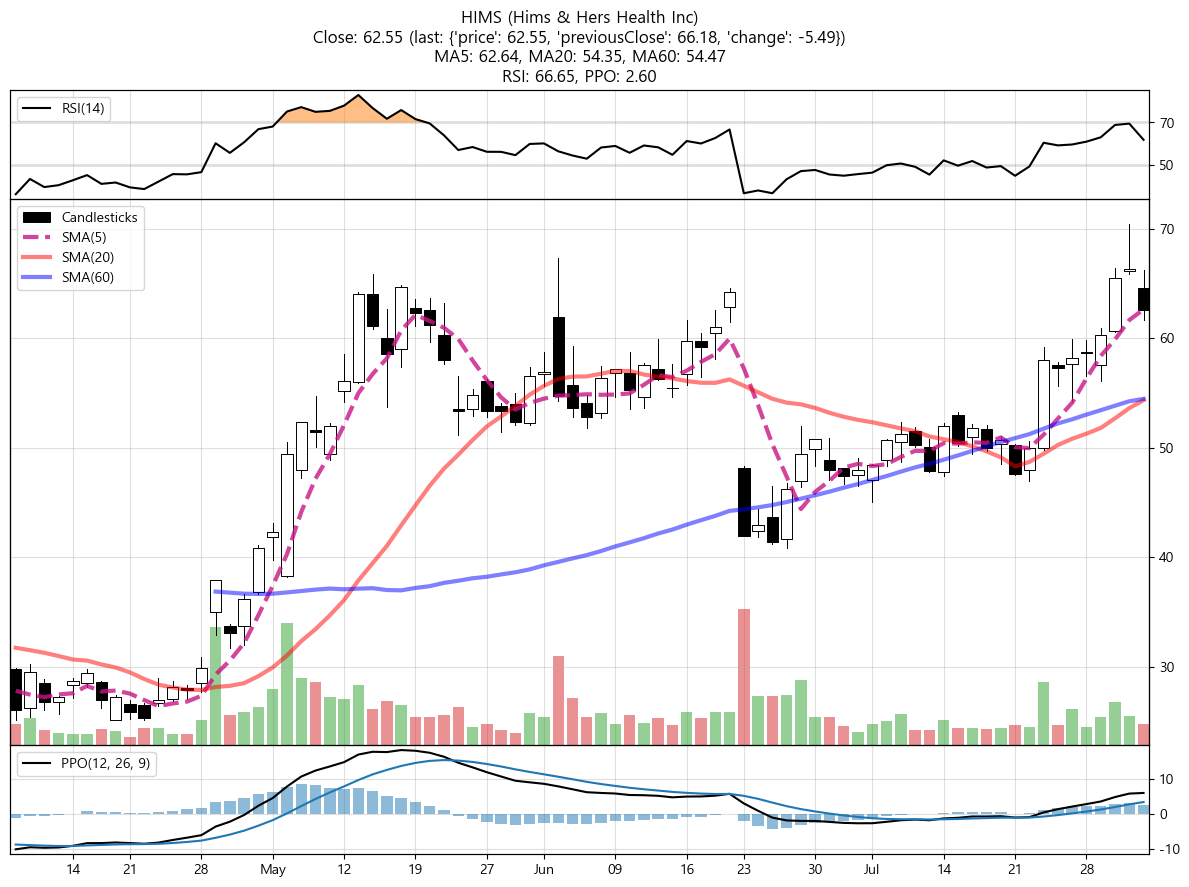 HIMS (Hims & Hers Health Inc)
Close: 62.55 (last: {'price': 62.55, 'previousClose': 66.18, 'change': -5.49})
MA5: 62.64, MA20: 54.35, MA60: 54.47
RSI: 66.65, PPO: 2.60
RSI(14)
70
50
Candlesticks
SMA(5)
SMA(20)
SMA(60)
70
60
50
40
30
PPO(12, 26, 9)
10
0
-10
14 21 28 May 12 19 27 Jun 09 16 23 30 Jul 14 21 28